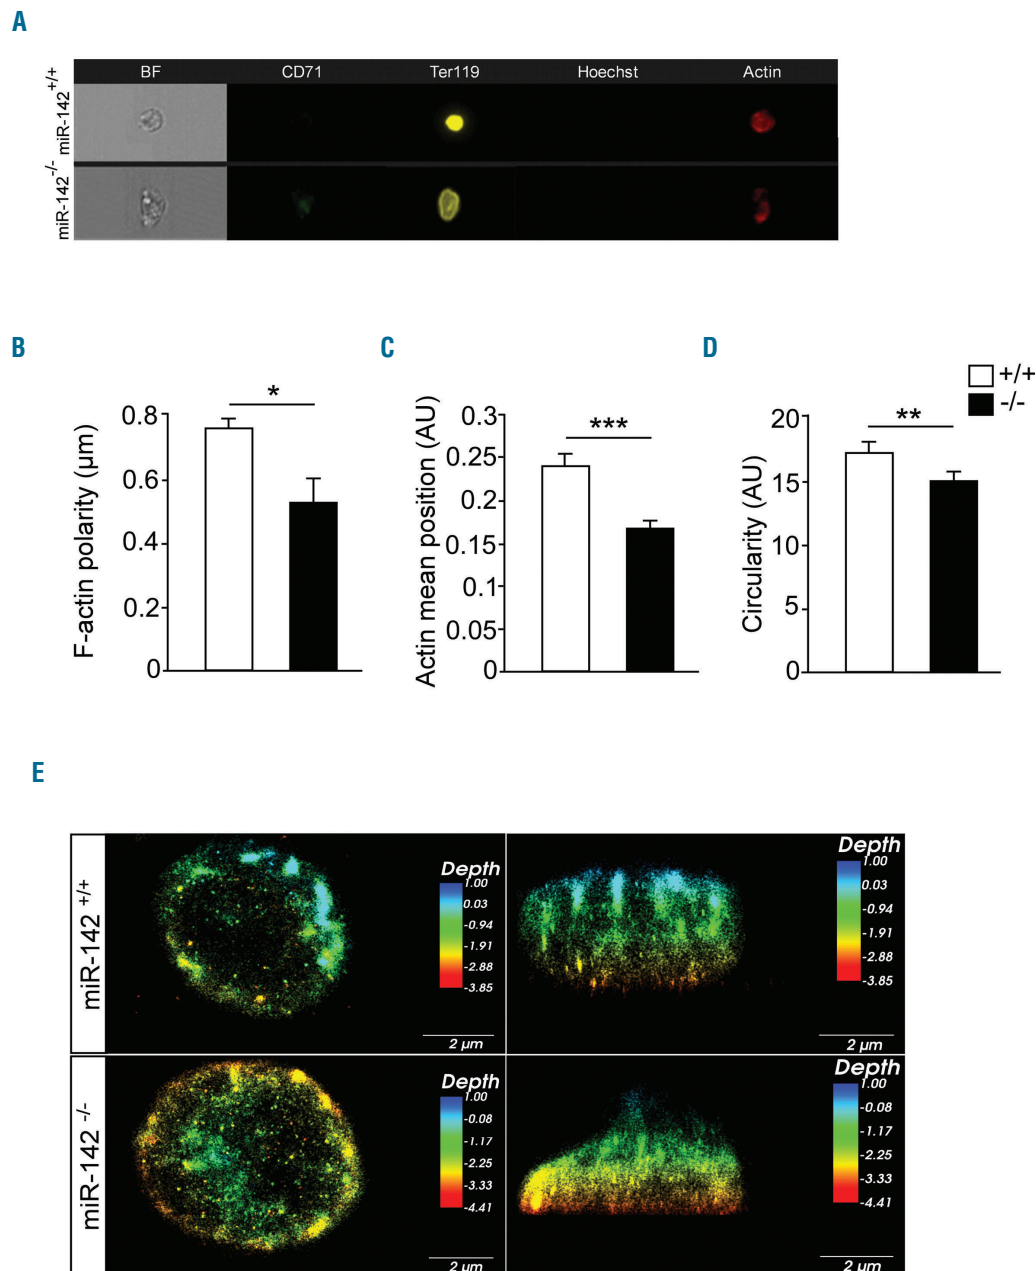 A
BF CD71 Ter119 Hoechst Actin
miR-142+/+
miR-142-/-
B
F-actin polarity (µm)
0.8
0.6
0.4
0.2
0
*
C
Actin mean position (AU)
0.3
0.25
0.2
0.15
0.1
0.05
0
***
D
+/+
-/-
Circularity (AU)
20
15
10
5
0
**
E
miR-142 +/+
Depth
1.00
0.03
-0.94
-1.91
-2.88
-3.85
2 µm
Depth
1.00
0.03
-0.94
-1.91
-2.88
-3.85
2 µm
miR-142 -/-
Depth
1.00
-0.08
-1.17
-2.25
-3.33
-4.41
2 µm
Depth
1.00
-0.08
-1.17
-2.25
-3.33
-4.41
2 µm